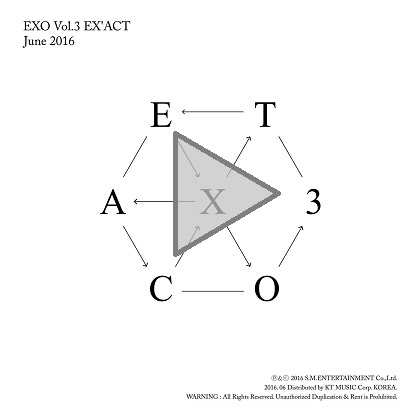 EXO Vol.3 EX'ACT
June 2016
E T
A X 3
C O
℗&© 2016 S.M.ENTERTAINMENT Co.,Ltd.
2016. 06 Distributed by KT MUSIC Corp. KOREA.
WARNING : All Rights Reserved. Unauthorized Duplication & Rent is Prohibited.